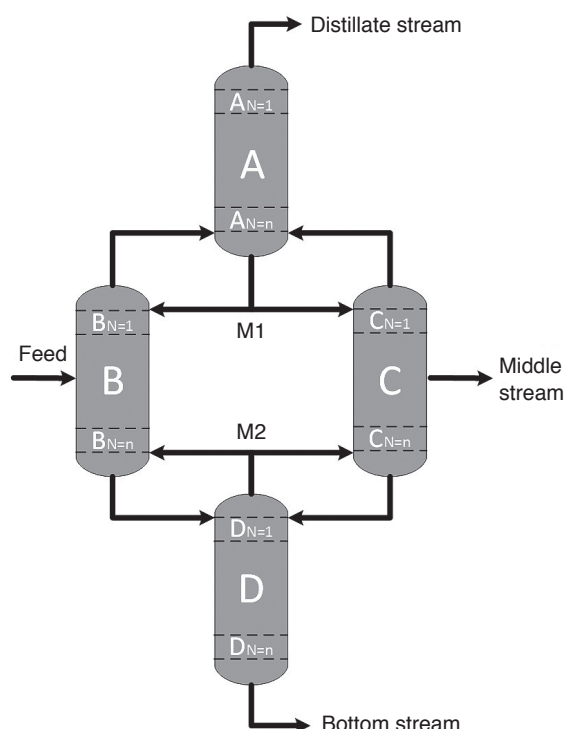 Distillate stream
AN=1
A
AN=n
M1
BN=1
CN=1
Feed
B
C
Middle
stream
BN=n
M2
CN=n
DN=1
D
DN=n
Bottom stream